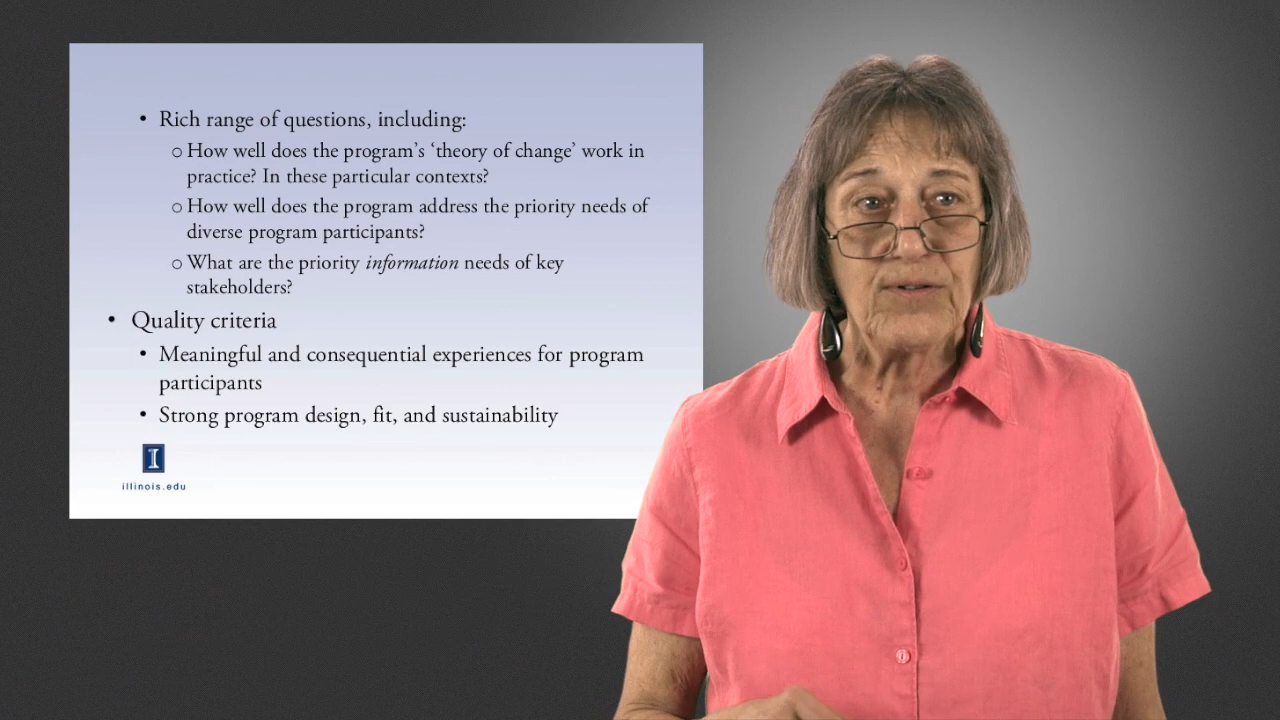 • Rich range of questions, including:
o How well does the program's 'theory of change' work in
practice? In these particular contexts?
o How well does the program address the priority needs of
diverse program participants?
o What are the priority information needs of key
stakeholders?
• Quality criteria
• Meaningful and consequential experiences for program
participants
• Strong program design, fit, and sustainability
I
illinois.edu